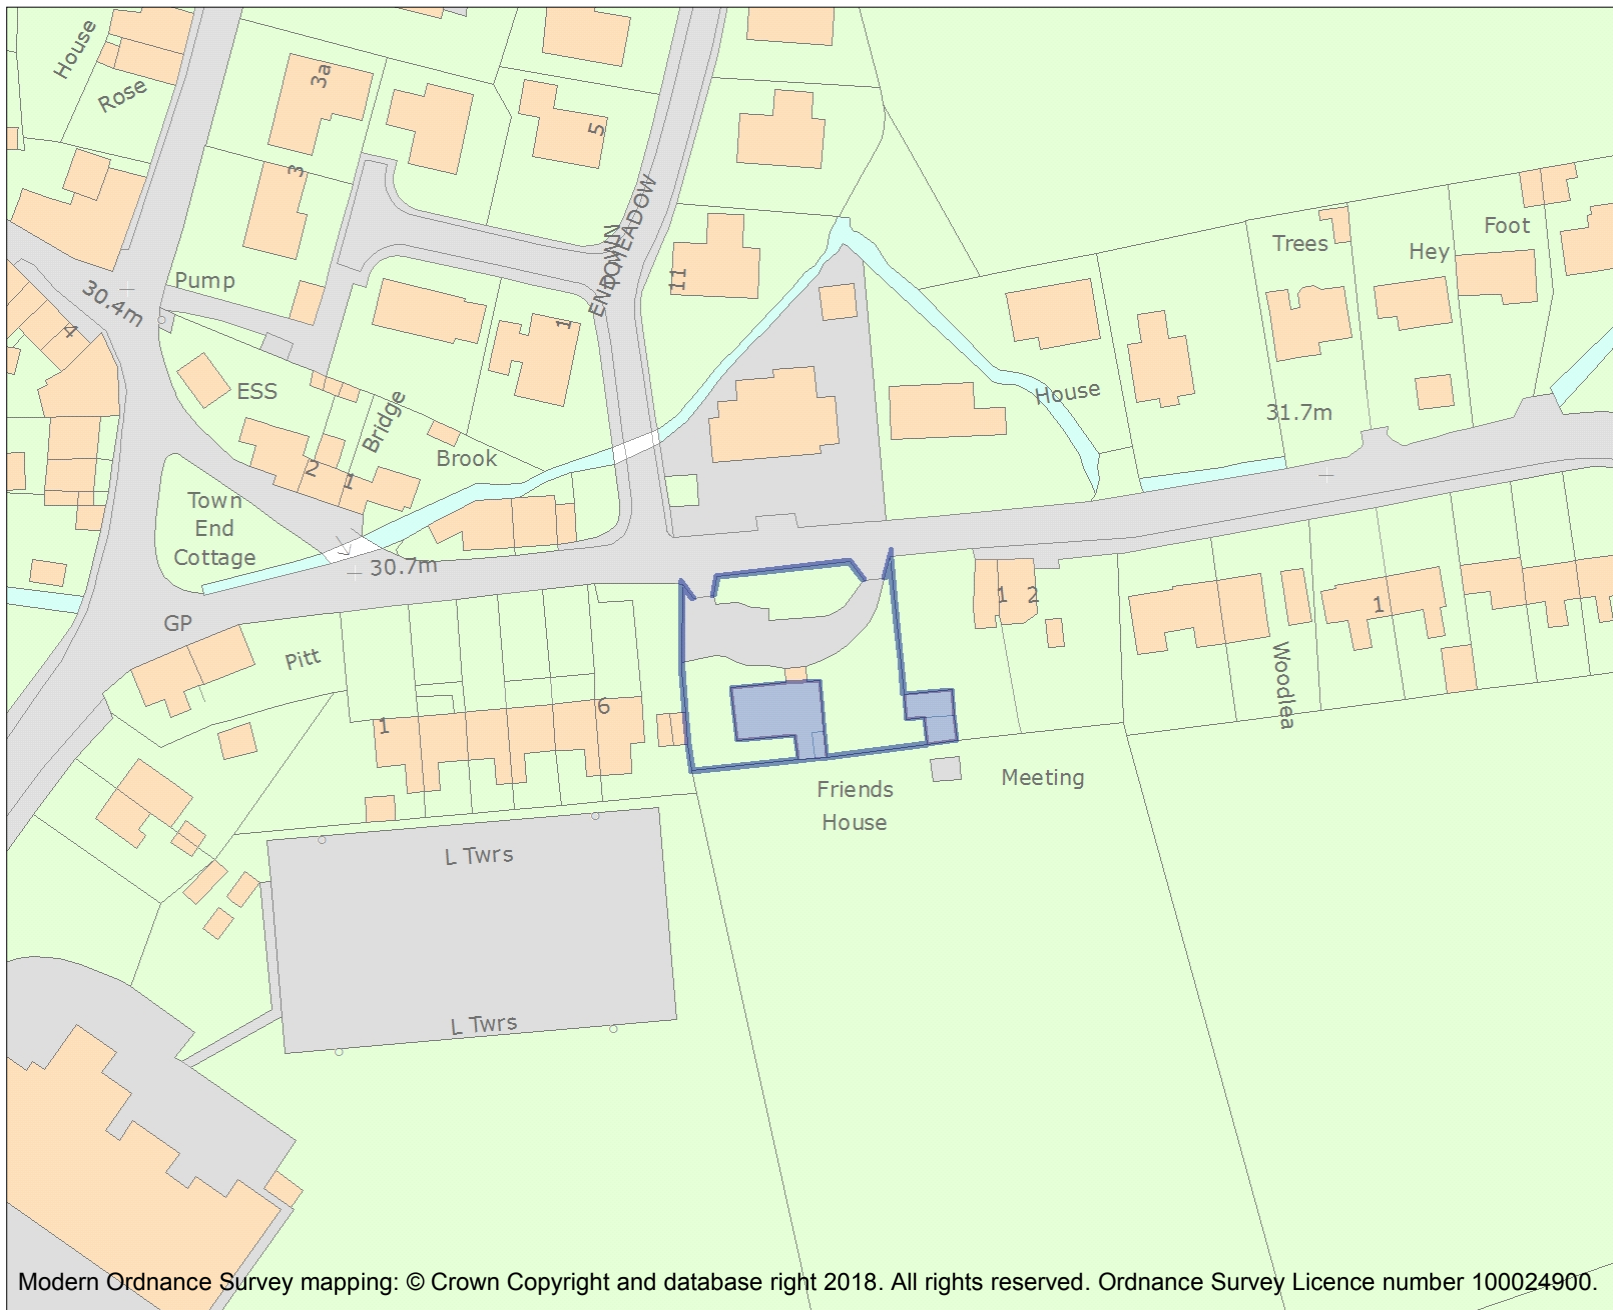 House
Rose
3a
5
3
ENDOWN
MEADOW
11
Pump
30.4m
4
1
ESS
Bridge
Brook
2
1
Town
End
Cottage
30.7m
GP
Pitt
1
6
House
Trees
Hey
Foot
31.7m
1 2
1
Woodlea
Friends
House
Meeting
L Twrs
L Twrs
Modern Ordnance Survey mapping: © Crown Copyright and database right 2018. All rights reserved. Ordnance Survey Licence number 100024900.